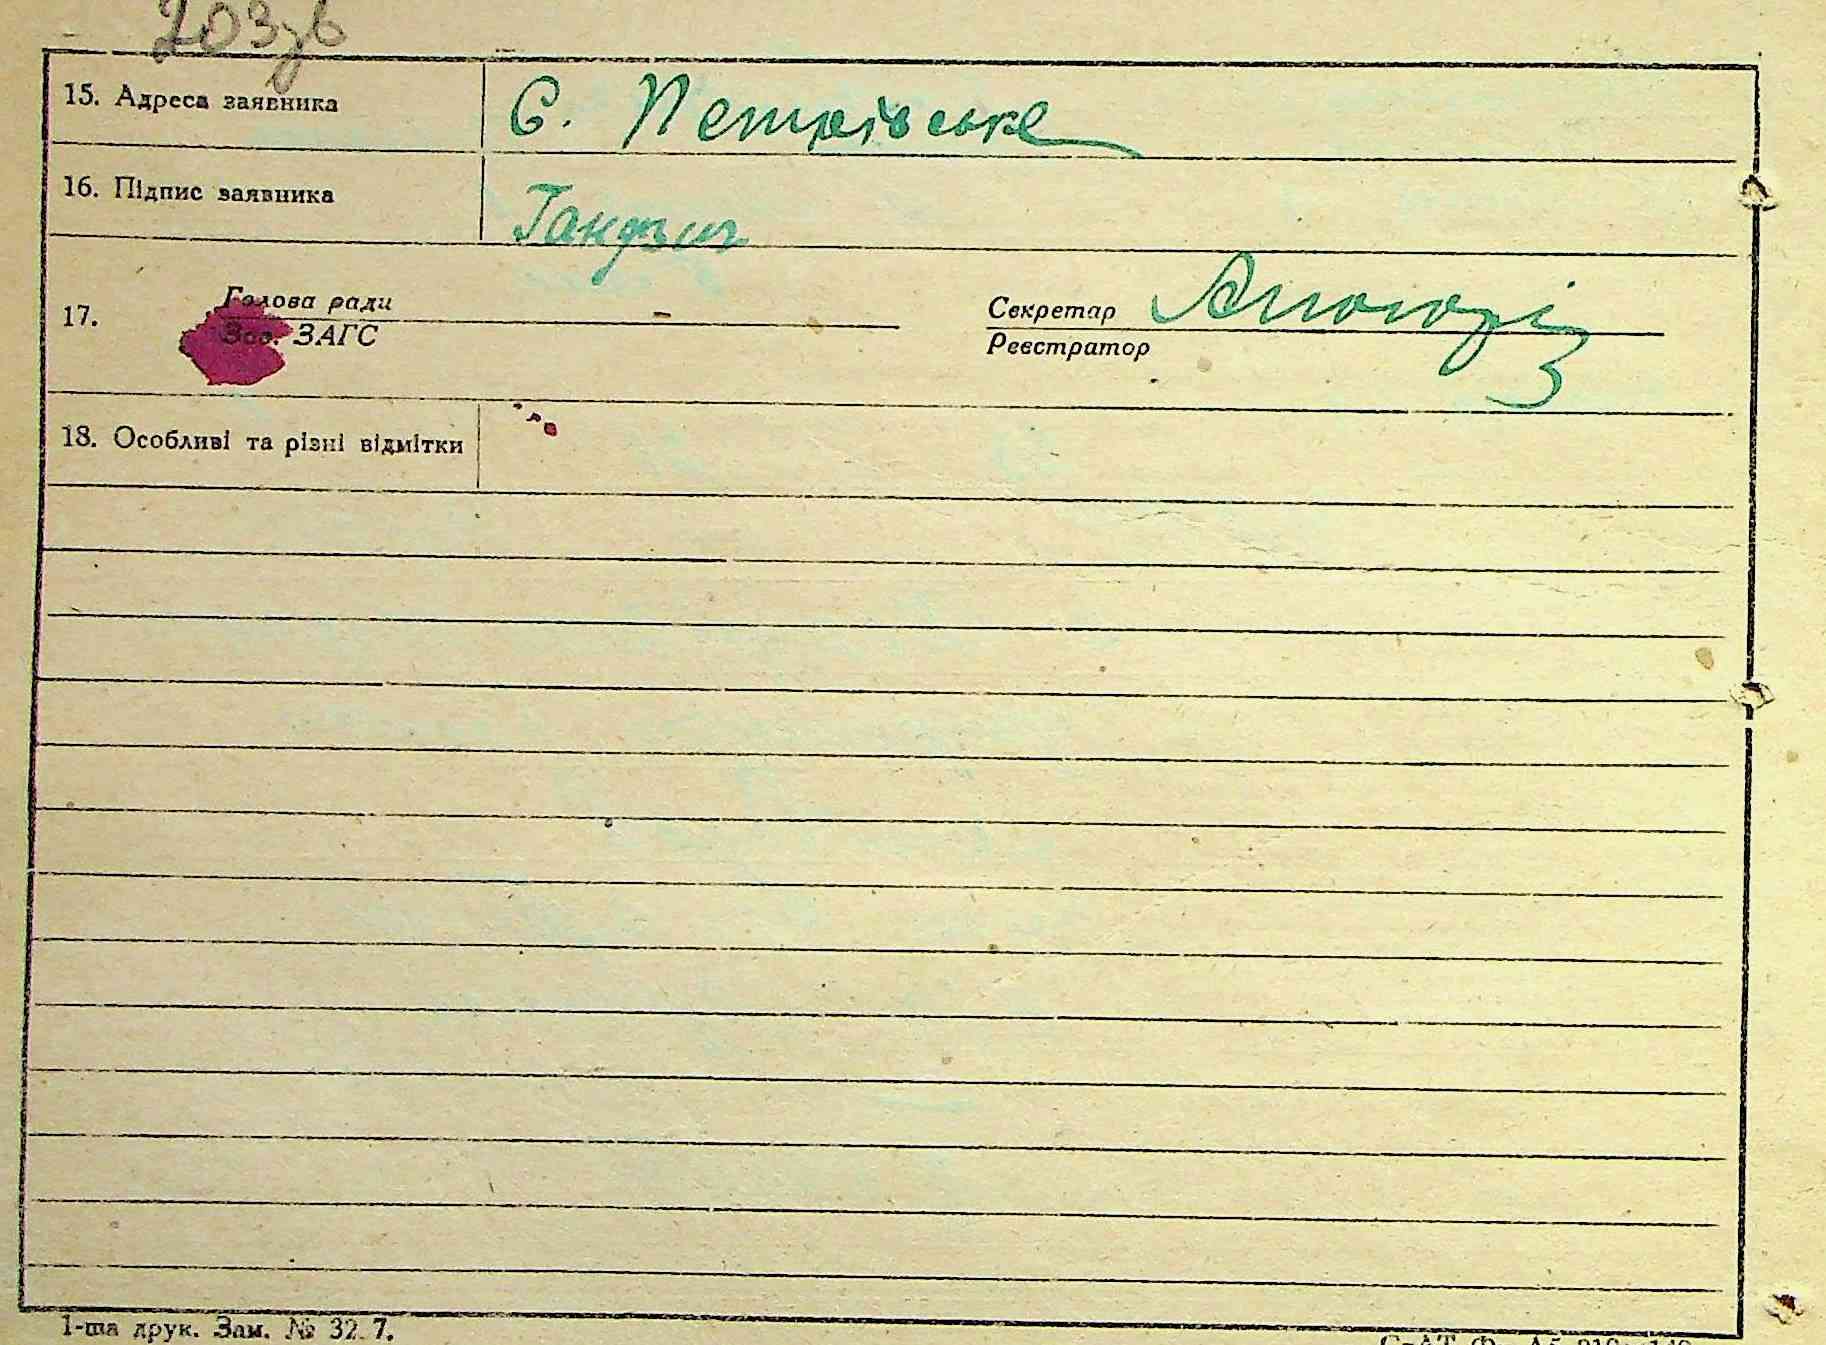 203зв
15. Адреса заявника С. Петрівське
16. Підпис заявника Гандзич
17. Голова ради
Зав. ЗАГС
Секретар
Реєстратор
18. Особливі та різні відмітки
1-ша друк. Зам. № 32 7.